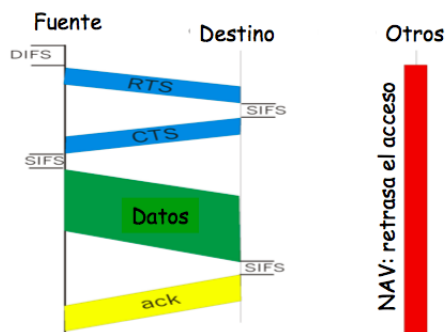 Fuente
Destino
Otros
DIFS
RTS
SIFS
CTS
SIFS
Datos
SIFS
ack
NAV: retrasa el acceso